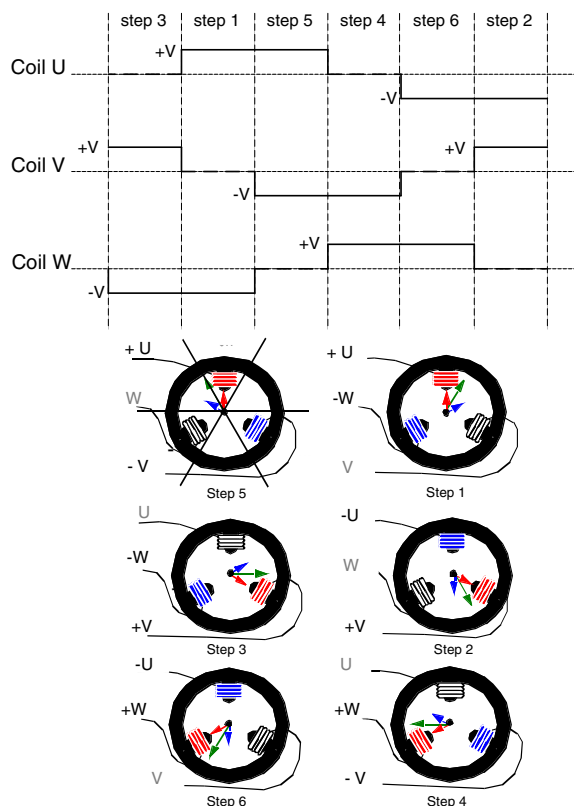 step 3 step 1 step 5 step 4 step 6 step 2
+V
Coil U
-V
+V +V
Coil V
-V
+V
Coil W
-V
+ U + U
W -W
- V V
Step 5 Step 1
U -U
-W W
+V +V
Step 3 Step 2
-U U
+W +W
V - V
Step 6 Step 4